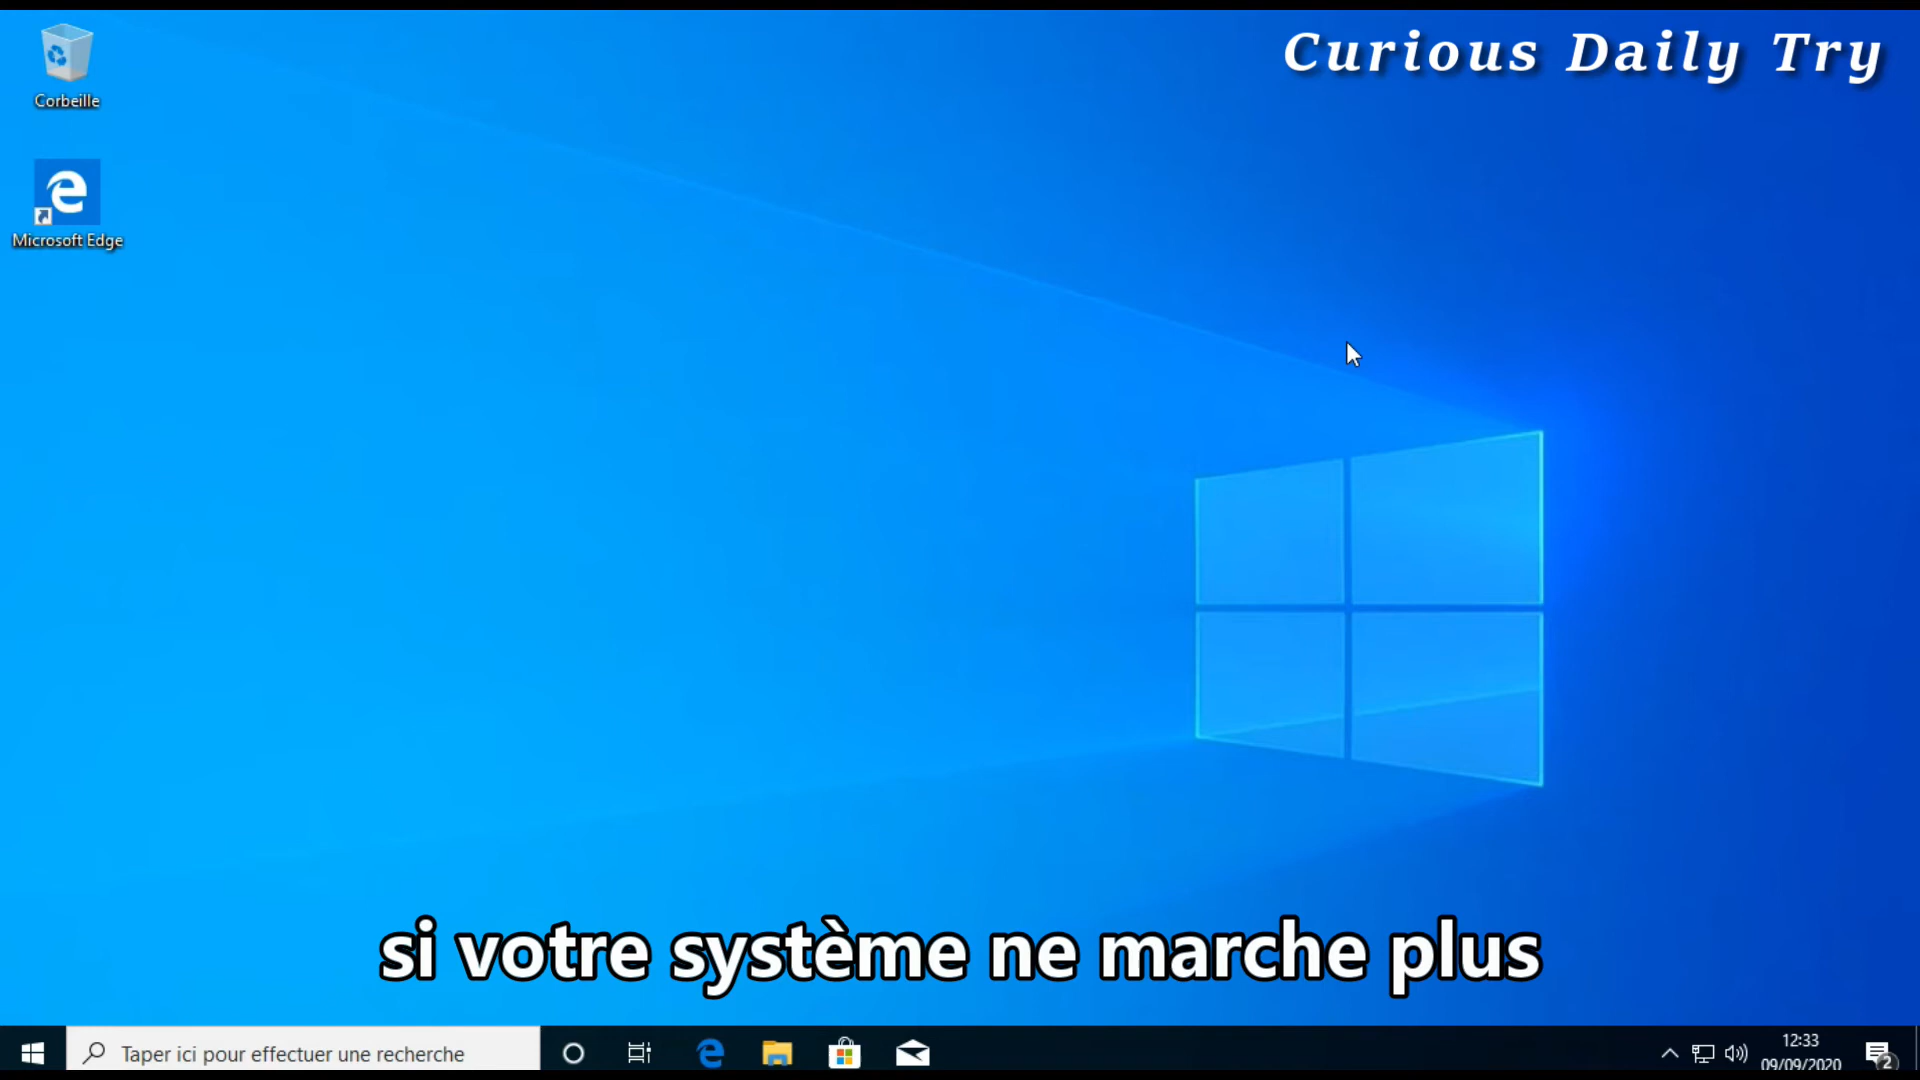 Curious Daily Try
Corbeille
Microsoft Edge
si votre système ne marche plus
Taper ici pour effectuer une recherche
12:33
09/09/2020
2